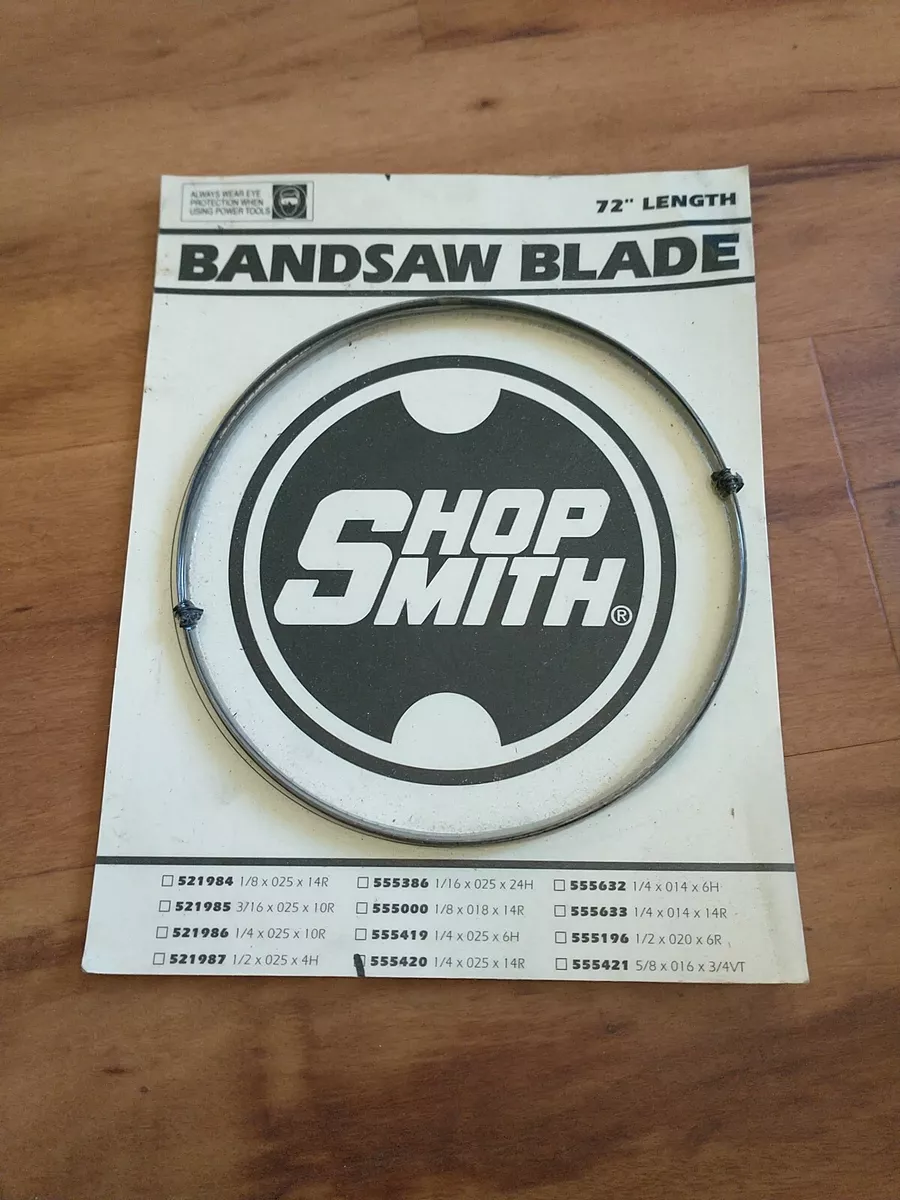 ALWAYS WEAR EYE
PROTECTION WHEN
USING POWER TOOLS
72" LENGTH
BANDSAW BLADE
SHOP
SMITH®
521984 1/8 x 025 x 14R
521985 3/16 x 025 x 10R
521986 1/4 x 025 x 10R
521987 1/2 x 025 x 4H
555386 1/16 x 025 x 24H
555000 1/8 x 018 x 14R
555419 1/4 x 025 x 6H
555420 1/4 x 025 x 14R
555632 1/4 x 014 x 6H
555633 1/4 x 014 x 14R
555196 1/2 x 020 x 6R
555421 5/8 x 016 x 3/4VT